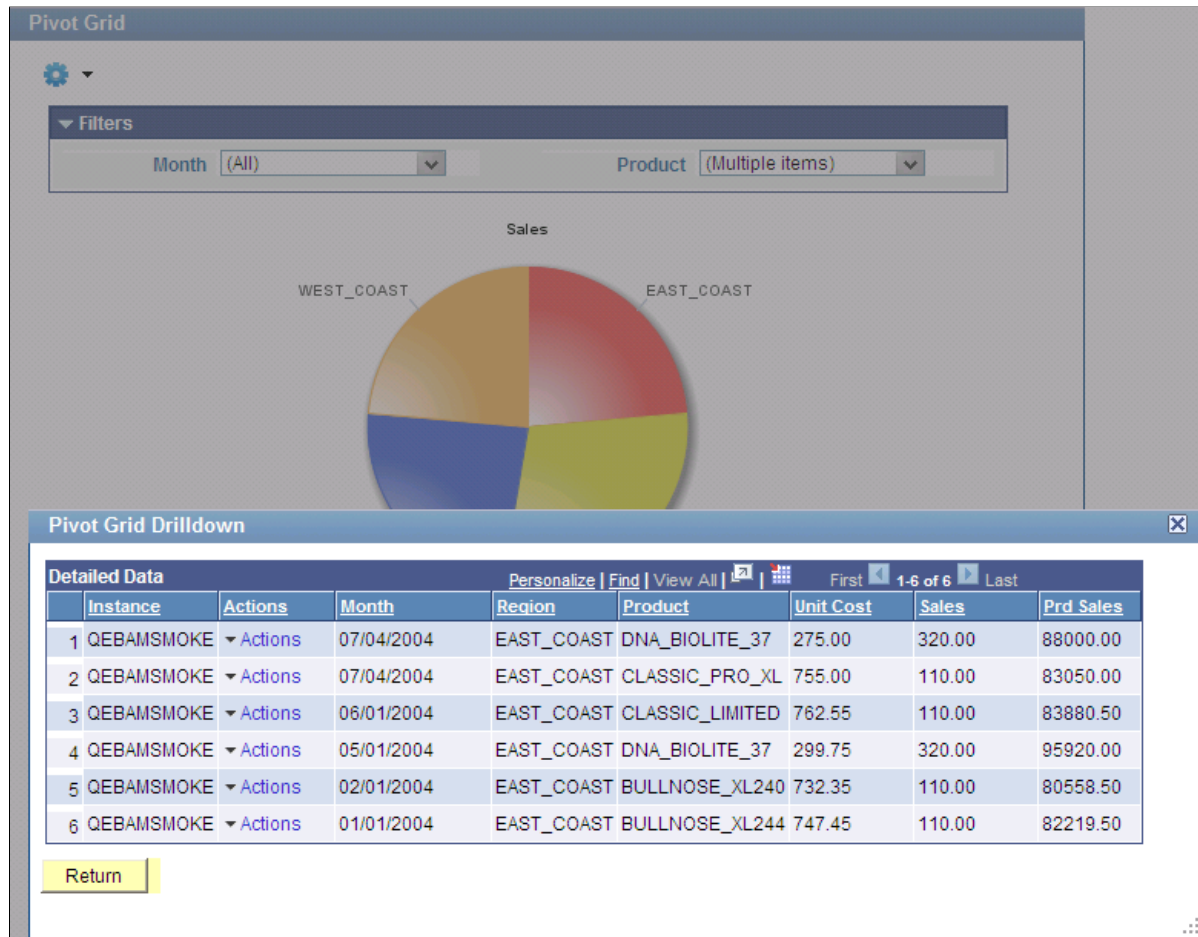 Pivot Grid
Filters
Month (All) Product (Multiple items)
Sales
WEST_COAST EAST_COAST
Pivot Grid Drilldown
Detailed Data Personalize | Find | View All | | First 1-6 of 6 Last
Instance Actions Month Region Product Unit Cost Sales Prd Sales
1 QEBAMSMOKE Actions 07/04/2004 EAST_COAST DNA_BIOLITE_37 275.00 320.00 88000.00
2 QEBAMSMOKE Actions 07/04/2004 EAST_COAST CLASSIC_PRO_XL 755.00 110.00 83050.00
3 QEBAMSMOKE Actions 06/01/2004 EAST_COAST CLASSIC_LIMITED 762.55 110.00 83880.50
4 QEBAMSMOKE Actions 05/01/2004 EAST_COAST DNA_BIOLITE_37 299.75 320.00 95920.00
5 QEBAMSMOKE Actions 02/01/2004 EAST_COAST BULLNOSE_XL240 732.35 110.00 80558.50
6 QEBAMSMOKE Actions 01/01/2004 EAST_COAST BULLNOSE_XL244 747.45 110.00 82219.50
Return